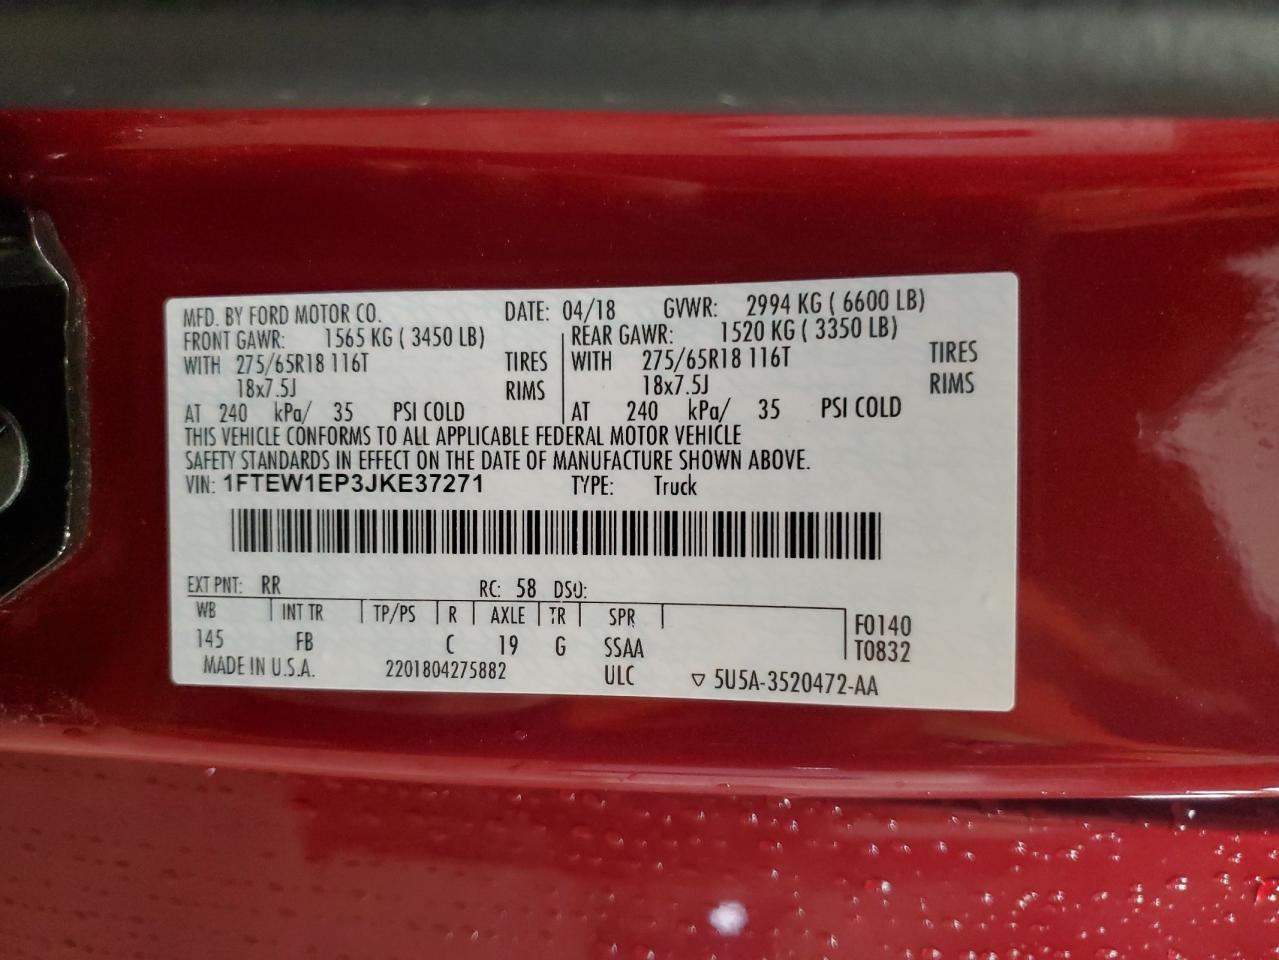 MFD. BY FORD MOTOR CO. DATE: 04/18 GVWR: 2994 KG ( 6600 LB)
FRONT GAWR: 1565 KG ( 3450 LB) REAR GAWR: 1520 KG ( 3350 LB)
WITH 275/65R18 116T TIRES WITH 275/65R18 116T TIRES
18x7.5J RIMS 18x7.5J RIMS
AT 240 kPa/ 35 PSI COLD AT 240 kPa/ 35 PSI COLD
THIS VEHICLE CONFORMS TO ALL APPLICABLE FEDERAL MOTOR VEHICLE
SAFETY STANDARDS IN EFFECT ON THE DATE OF MANUFACTURE SHOWN ABOVE.
VIN: 1FTEW1EP3JKE37271 TYPE: Truck
EXT PNT: RR RC: 58 DSO:
WB INT TR TP/PS R AXLE TR SPR F0140
145 FB C 19 G SSAA T0832
MADE IN U.S.A. 2201804275882 ULC ▽ 5U5A-3520472-AA